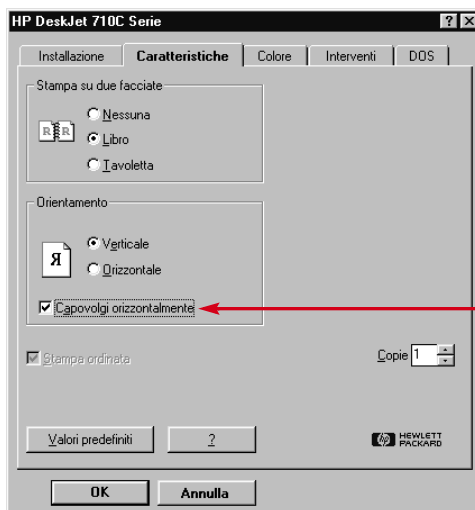 HP DeskJet 710C Serie
Installazione Caratteristiche Colore Interventi DOS
Stampa su due facciate
Nessuna
R R
Libro
Tavoletta
Orientamento
Verticale
Я
Orizzontale
Capovolgi orizzontalmente
Stampa ordinata
Copie 1
Valori predefiniti ? hp HEWLETT
PACKARD
OK Annulla